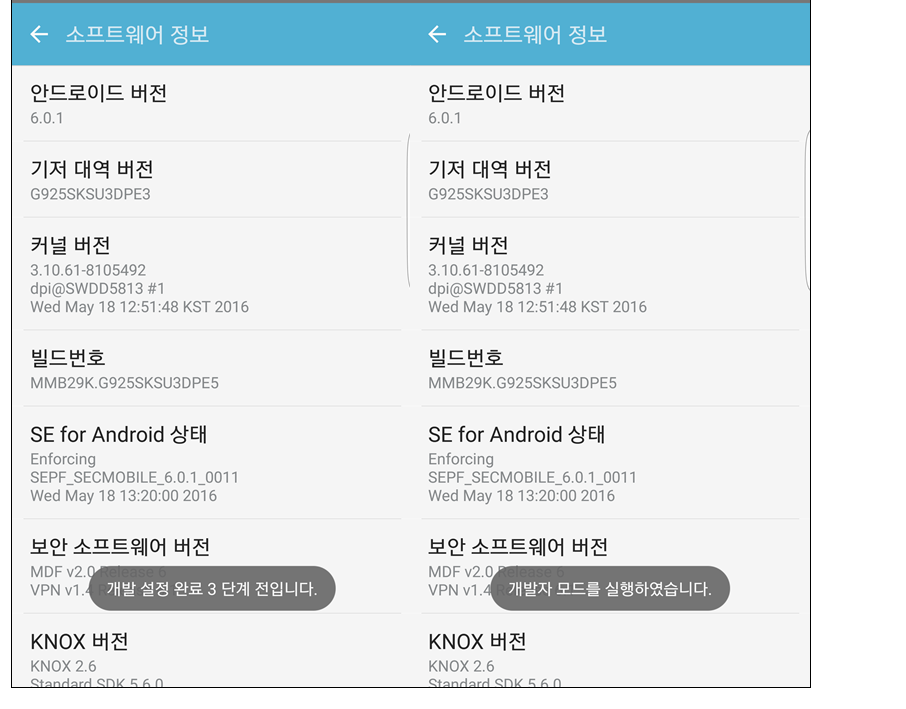 소프트웨어 정보
안드로이드 버전
6.0.1
기저 대역 버전
G925SKSU3DPE3
커널 버전
3.10.61-8105492
dpi@SWDD5813 #1
Wed May 18 12:51:48 KST 2016
빌드번호
MMB29K.G925SKSU3DPE5
SE for Android 상태
Enforcing
SEPF_SECMOBILE_6.0.1_0011
Wed May 18 13:20:00 2016
보안 소프트웨어 버전
MDF v2.0 Release 6
VPN v1.4
개발 설정 완료 3 단계 전입니다.
KNOX 버전
KNOX 2.6
Standard SDK 5.6.0
소프트웨어 정보
안드로이드 버전
6.0.1
기저 대역 버전
G925SKSU3DPE3
커널 버전
3.10.61-8105492
dpi@SWDD5813 #1
Wed May 18 12:51:48 KST 2016
빌드번호
MMB29K.G925SKSU3DPE5
SE for Android 상태
Enforcing
SEPF_SECMOBILE_6.0.1_0011
Wed May 18 13:20:00 2016
보안 소프트웨어 버전
MDF v2.0 Release 6
VPN v1.4
개발자 모드를 실행하였습니다.
KNOX 버전
KNOX 2.6
Standard SDK 5.6.0